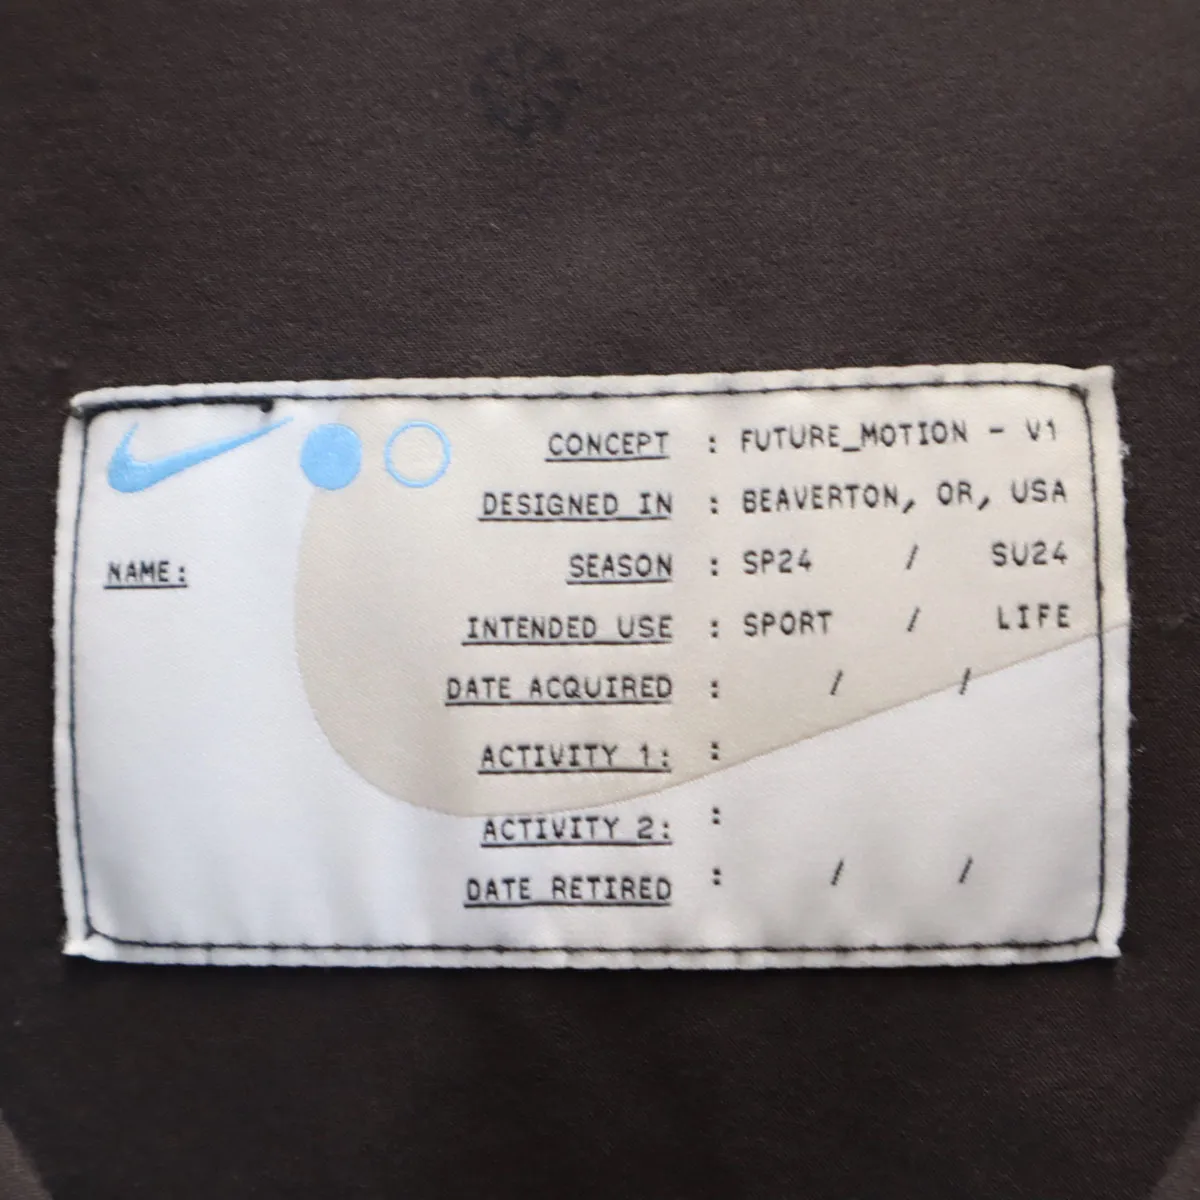 CONCEPT : FUTURE_MOTION - V1
DESIGNED IN : BEAVERTON, OR, USA
SEASON : SP24 / SU24
NAME:
INTENDED USE : SPORT / LIFE
DATE ACQUIRED : / /
ACTIVITY 1: :
ACTIVITY 2: :
DATE RETIRED : / /